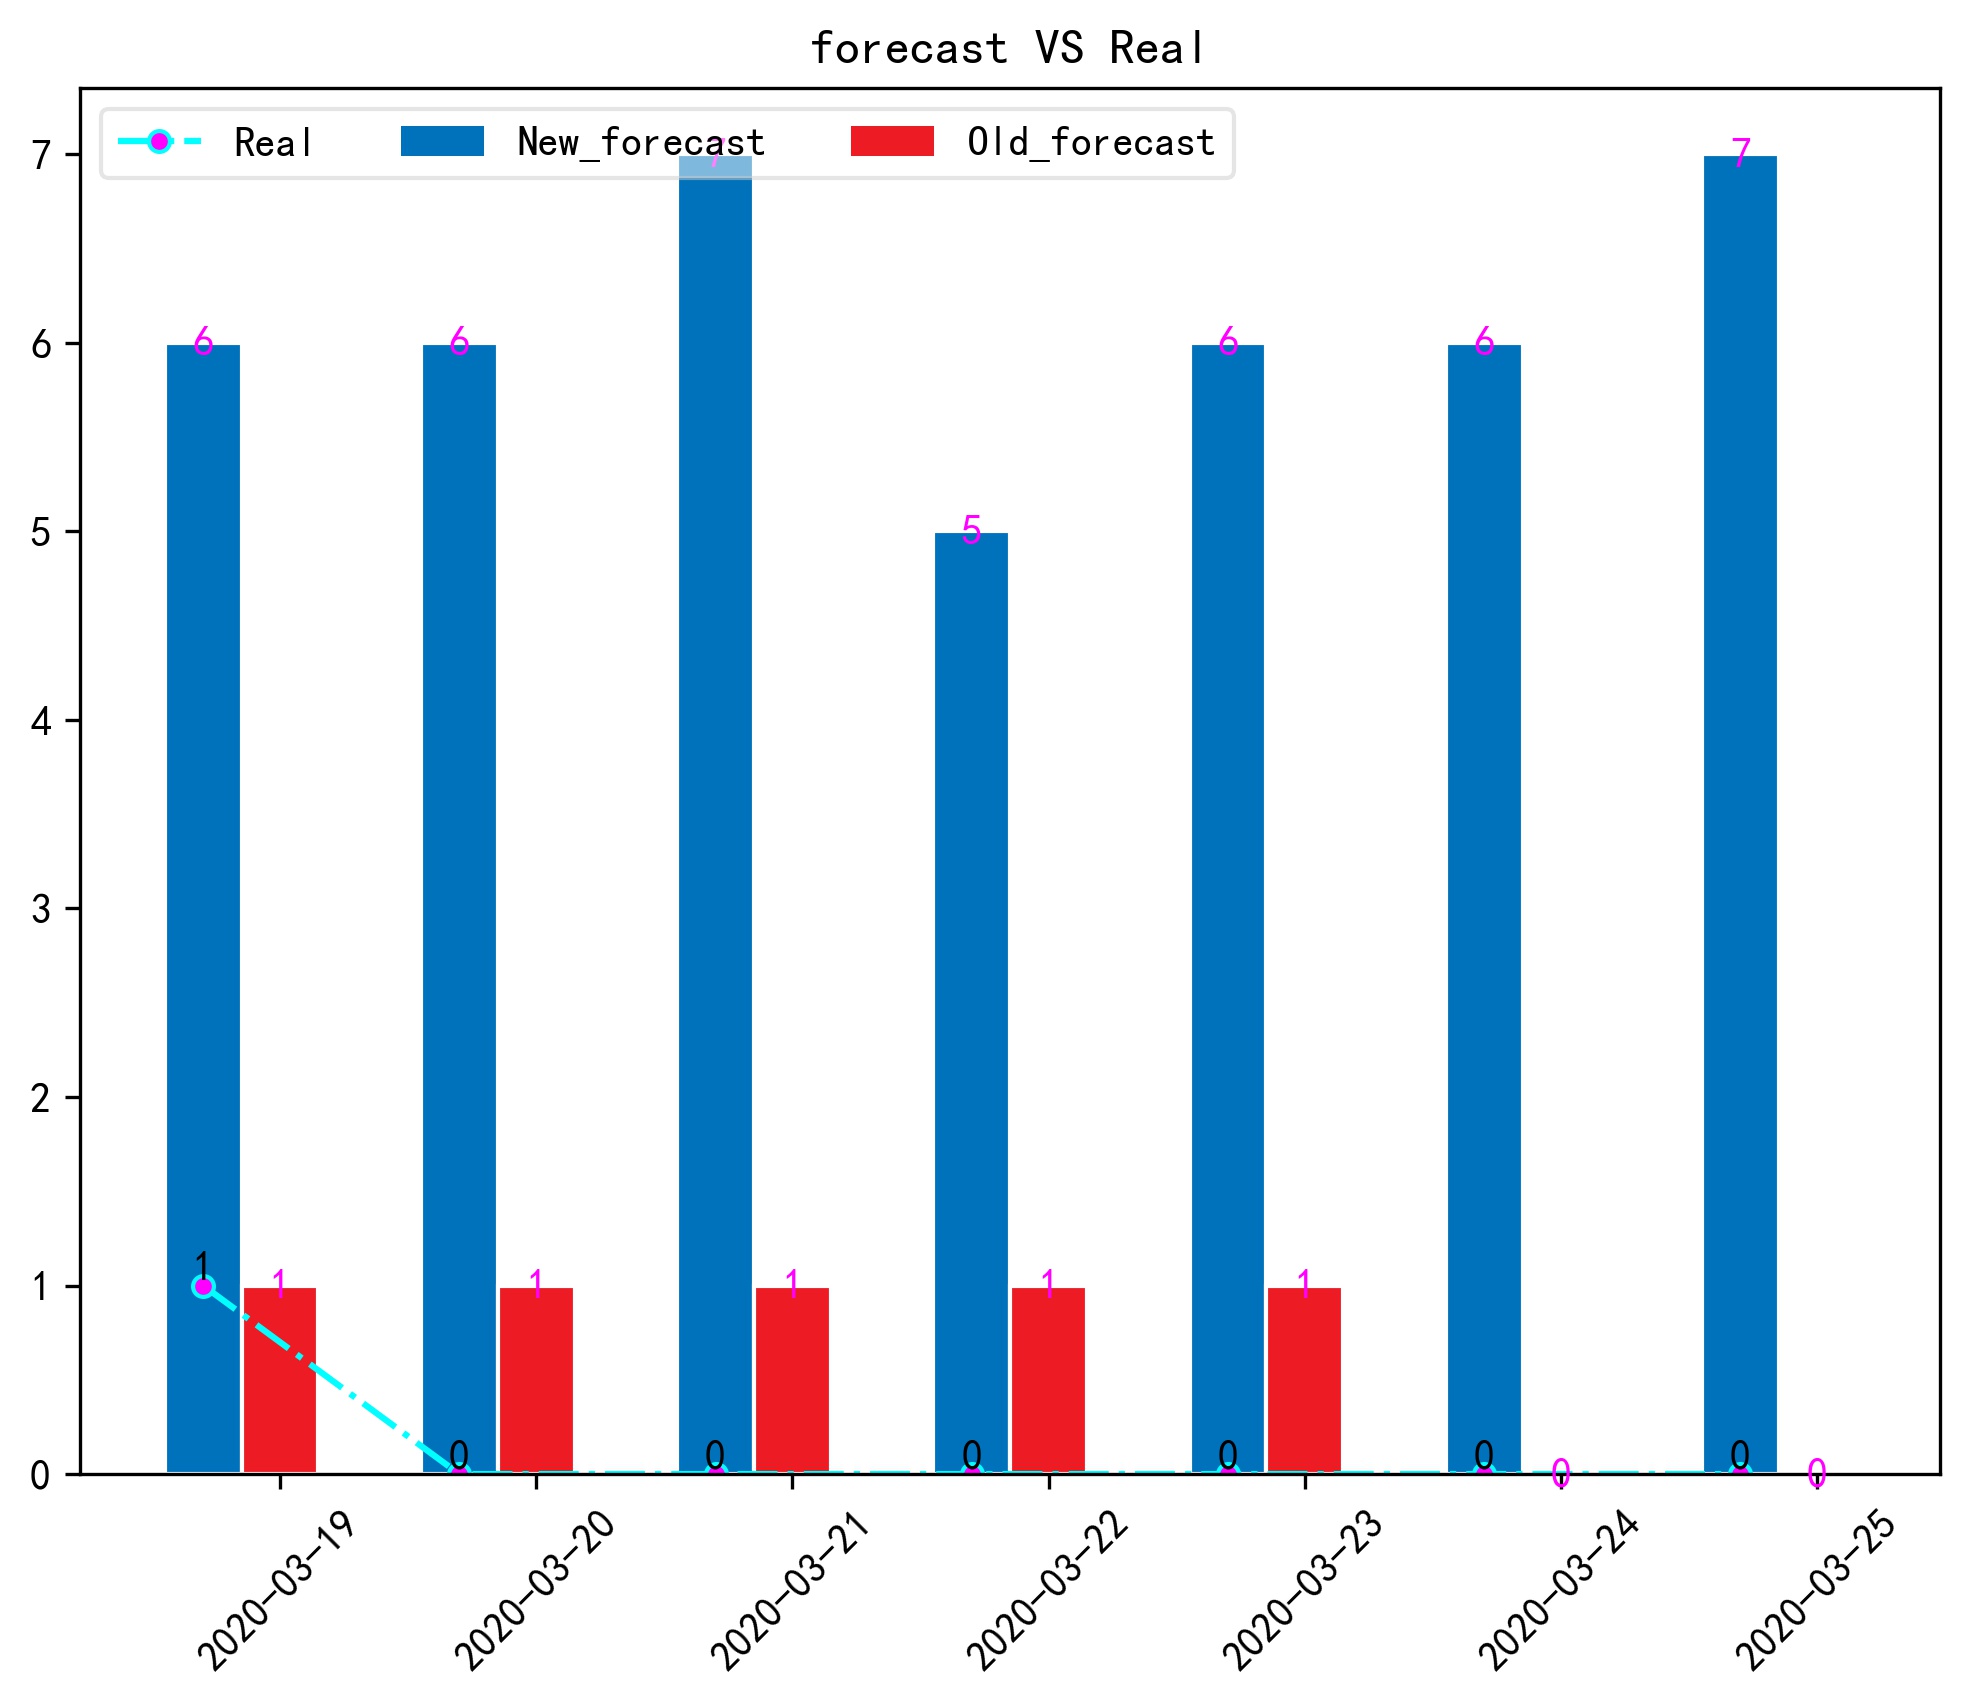 forecast VS Real
Real New_forecast Old_forecast
7 7
7
6 6 6 6 6
5 5
4
3
2
1 1 1 1 1 1 1
0 0 0 0 0 0 0 0 0
2020-03-19 2020-03-20 2020-03-21 2020-03-22 2020-03-23 2020-03-24 2020-03-25